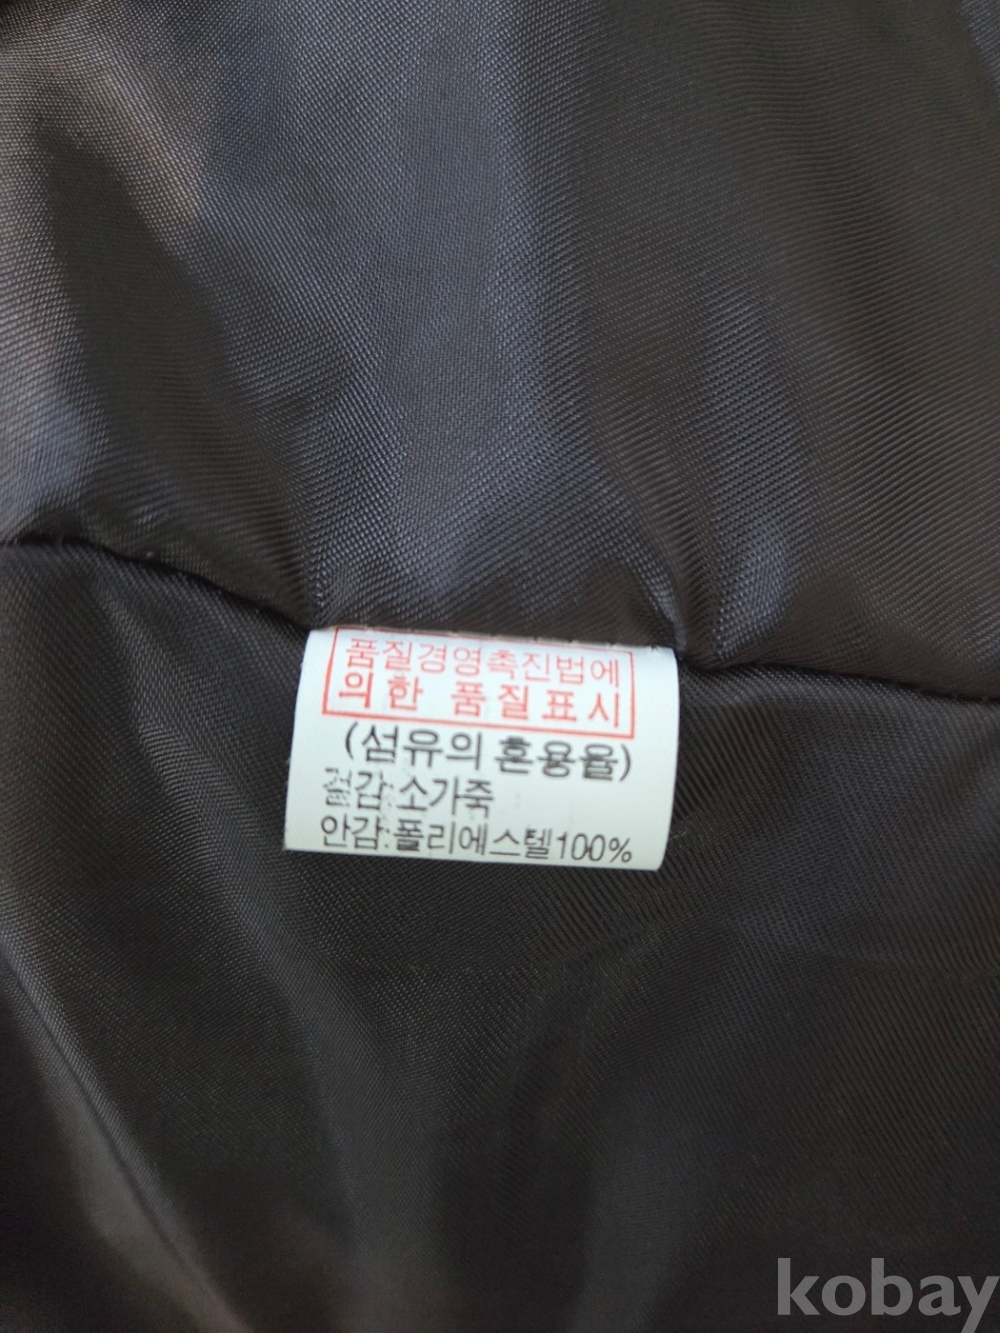 품질경영촉진법에
의한 품질표시
(섬유의 혼용율)
겉감:소가죽
안감:폴리에스텔100%
kobay